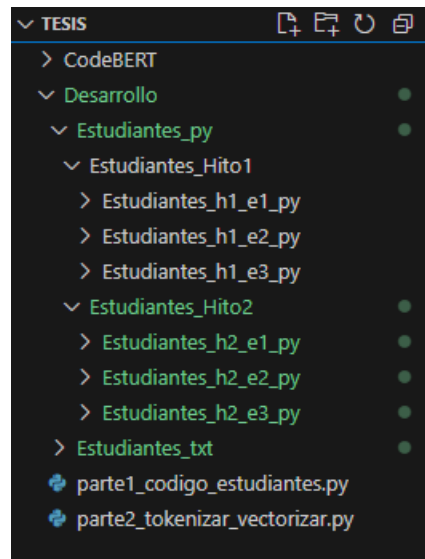 TESIS
CodeBERT
Desarrollo
Estudiantes_py
Estudiantes_Hito1
Estudiantes_h1_e1_py
Estudiantes_h1_e2_py
Estudiantes_h1_e3_py
Estudiantes_Hito2
Estudiantes_h2_e1_py
Estudiantes_h2_e2_py
Estudiantes_h2_e3_py
Estudiantes_txt
parte1_codigo_estudiantes.py
parte2_tokenizar_vectorizar.py